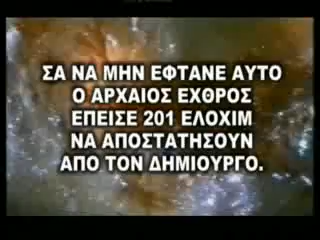 ΣΑ ΝΑ ΜΗΝ ΕΦΤΑΝΕ ΑΥΤΟ
Ο ΑΡΧΑΙΟΣ ΕΧΘΡΟΣ
ΕΠΕΙΣΕ 201 ΕΛΟΧΙΜ
ΝΑ ΑΠΟΣΤΑΤΗΣΟΥΝ
ΑΠΟ ΤΟΝ ΔΗΜΙΟΥΡΓΟ.